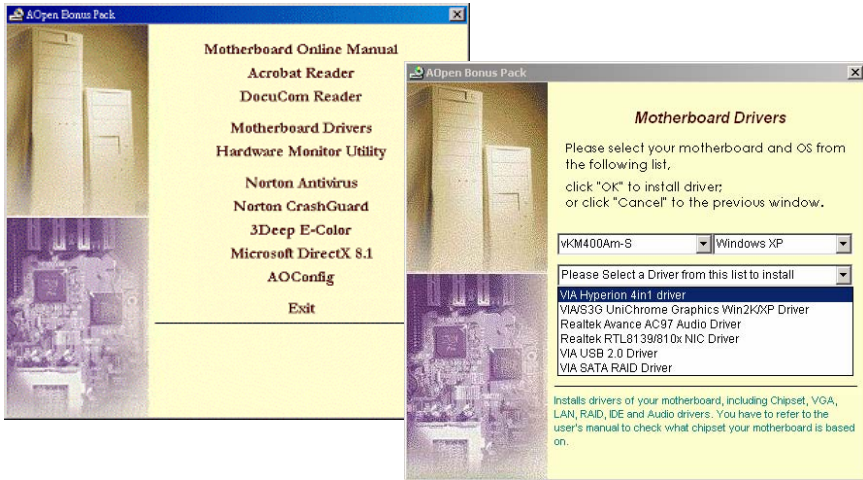 AOpen Bonus Pack
Motherboard Online Manual
Acrobat Reader
DocuCom Reader
Motherboard Drivers
Hardware Monitor Utility
Norton Antivirus
Norton CrashGuard
3Deep E-Color
Microsoft DirectX 8.1
AOConfig
Exit
AOpen Bonus Pack
Motherboard Drivers
Please select your motherboard and OS from
the following list,
click "OK" to install driver;
or click "Cancel" to the previous window.
vKM400Am-S
Windows XP
Please Select a Driver from this list to install
VIA Hyperion 4in1 driver
VIA/S3G UniChrome Graphics Win2K/XP Driver
Realtek Avance AC97 Audio Driver
Realtek RTL8139/810x NIC Driver
VIA USB 2.0 Driver
VIA SATA RAID Driver
Installs drivers of your motherboard, including Chipset, VGA,
LAN, RAID, IDE and Audio drivers. You have to refer to the
user's manual to check what chipset your motherboard is based
on.